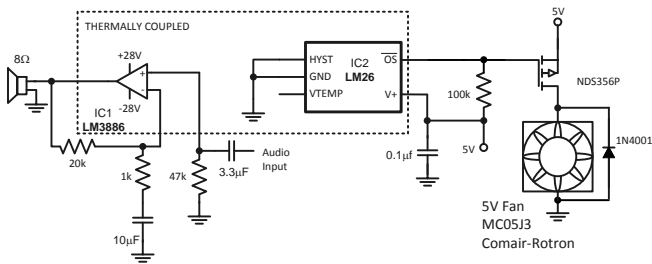 THERMALLY COUPLED
5V
8Ω
+28V
+
-
-28V
IC1
LM3886
HYST
GND
VTEMP
IC2
LM26
OS
V+
100k
NDS356P
5V
0.1µf
1N4001
20k
1k
47k
3.3µF
Audio
Input
10µF
5V Fan
MC05J3
Comair-Rotron